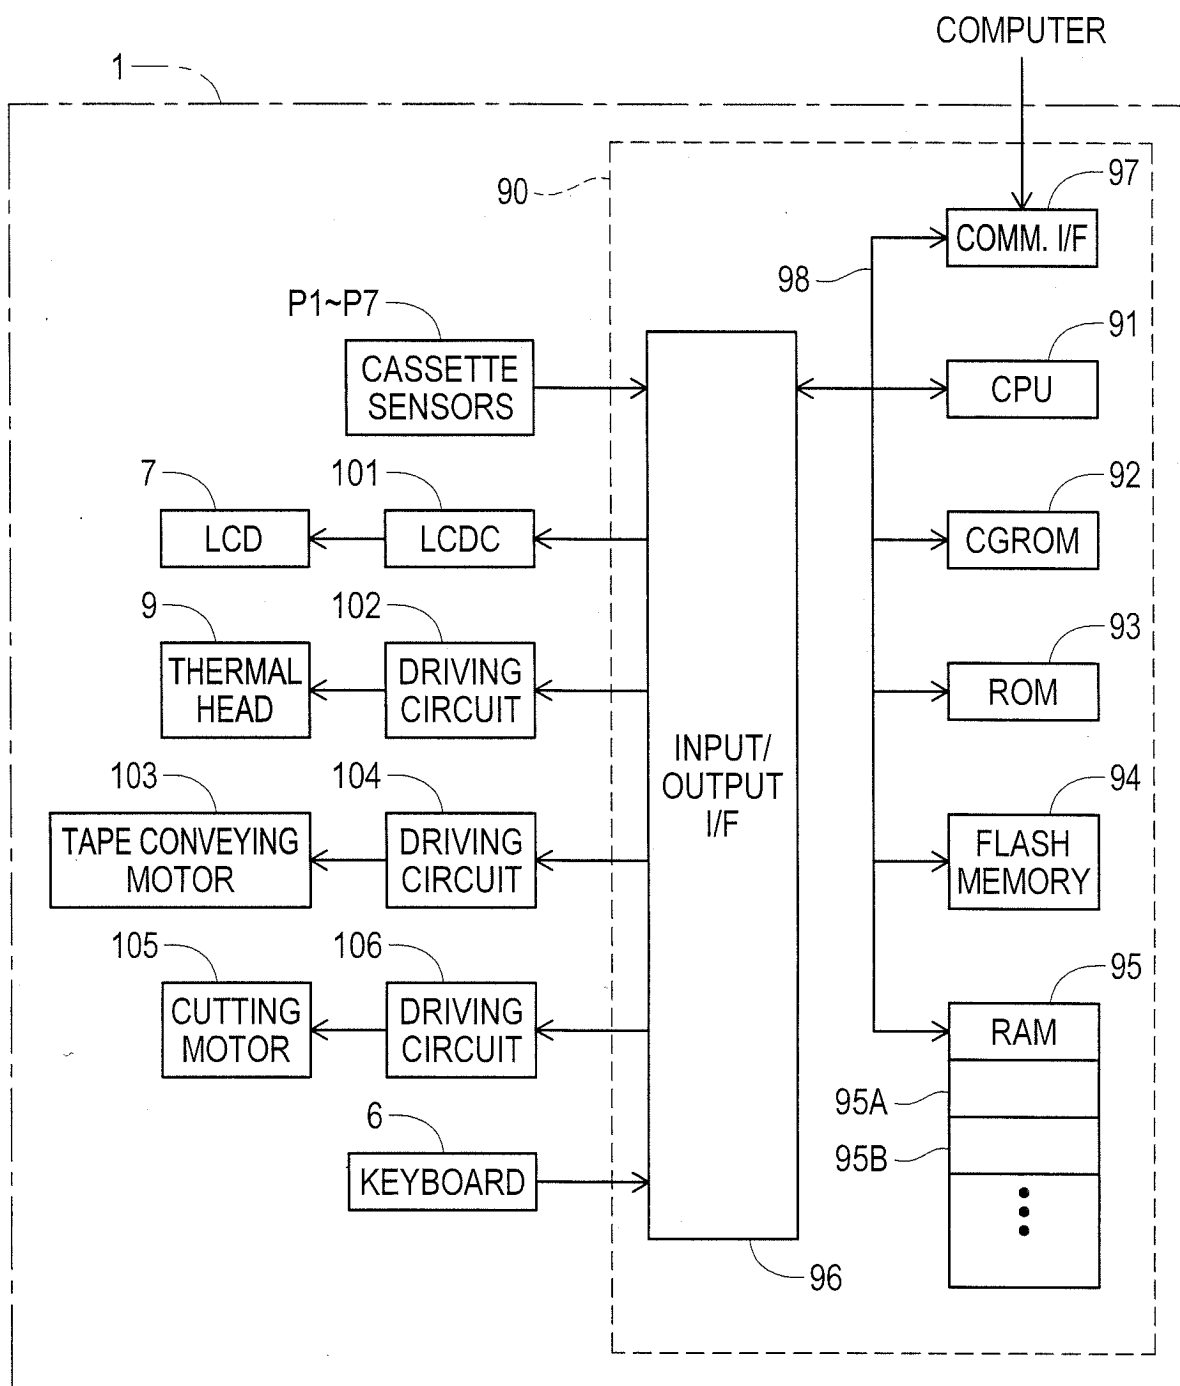 COMPUTER
1
90
97
COMM. I/F
98
P1~P7
CASSETTE
SENSORS
91
CPU
7
LCD
101
LCDC
92
CGROM
9
THERMAL
HEAD
102
DRIVING
CIRCUIT
93
ROM
INPUT/
OUTPUT
I/F
103
TAPE CONVEYING
MOTOR
104
DRIVING
CIRCUIT
94
FLASH
MEMORY
105
CUTTING
MOTOR
106
DRIVING
CIRCUIT
95
RAM
95A
95B
6
KEYBOARD
96